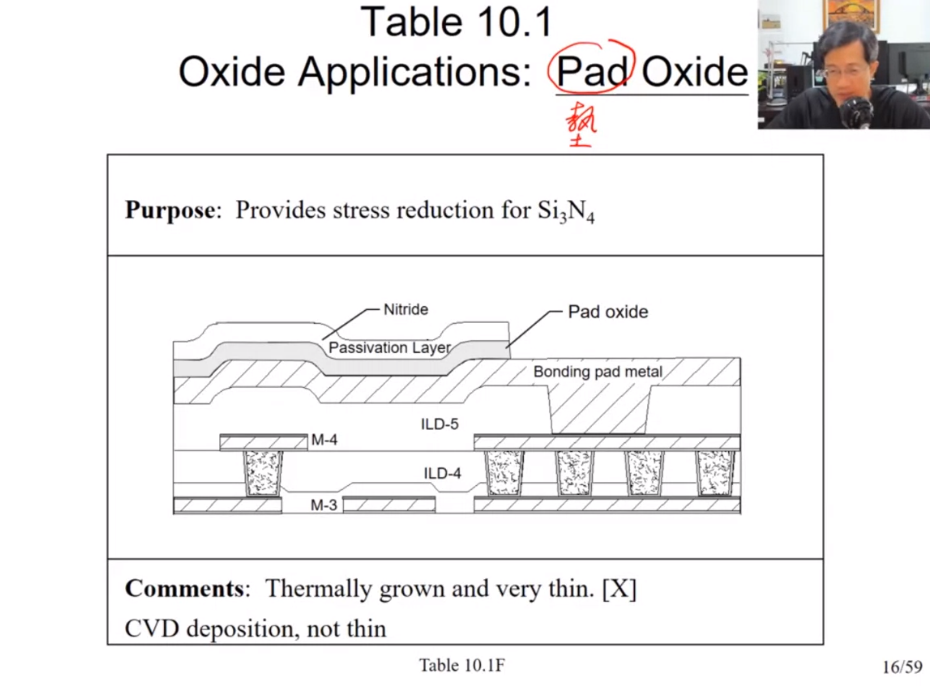 Table 10.1
Oxide Applications: Pad Oxide
墊
Purpose: Provides stress reduction for Si₃N₄
Nitride
Pad oxide
Passivation Layer
Bonding pad metal
ILD-5
M-4
ILD-4
M-3
Comments: Thermally grown and very thin. [X]
CVD deposition, not thin
Table 10.1F
16/59